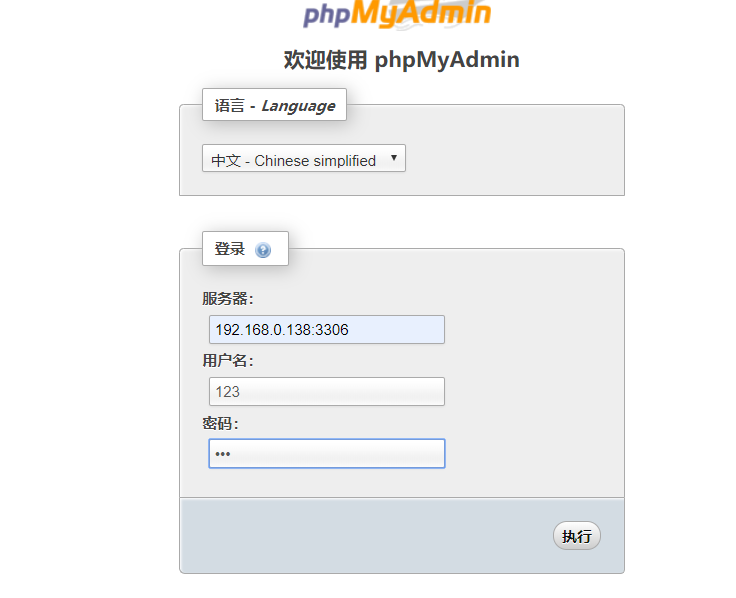 phpMyAdmin
欢迎使用 phpMyAdmin
语言 - Language
中文 - Chinese simplified
登录
服务器：
192.168.0.138:3306
用户名：
123
密码：
•••
执行